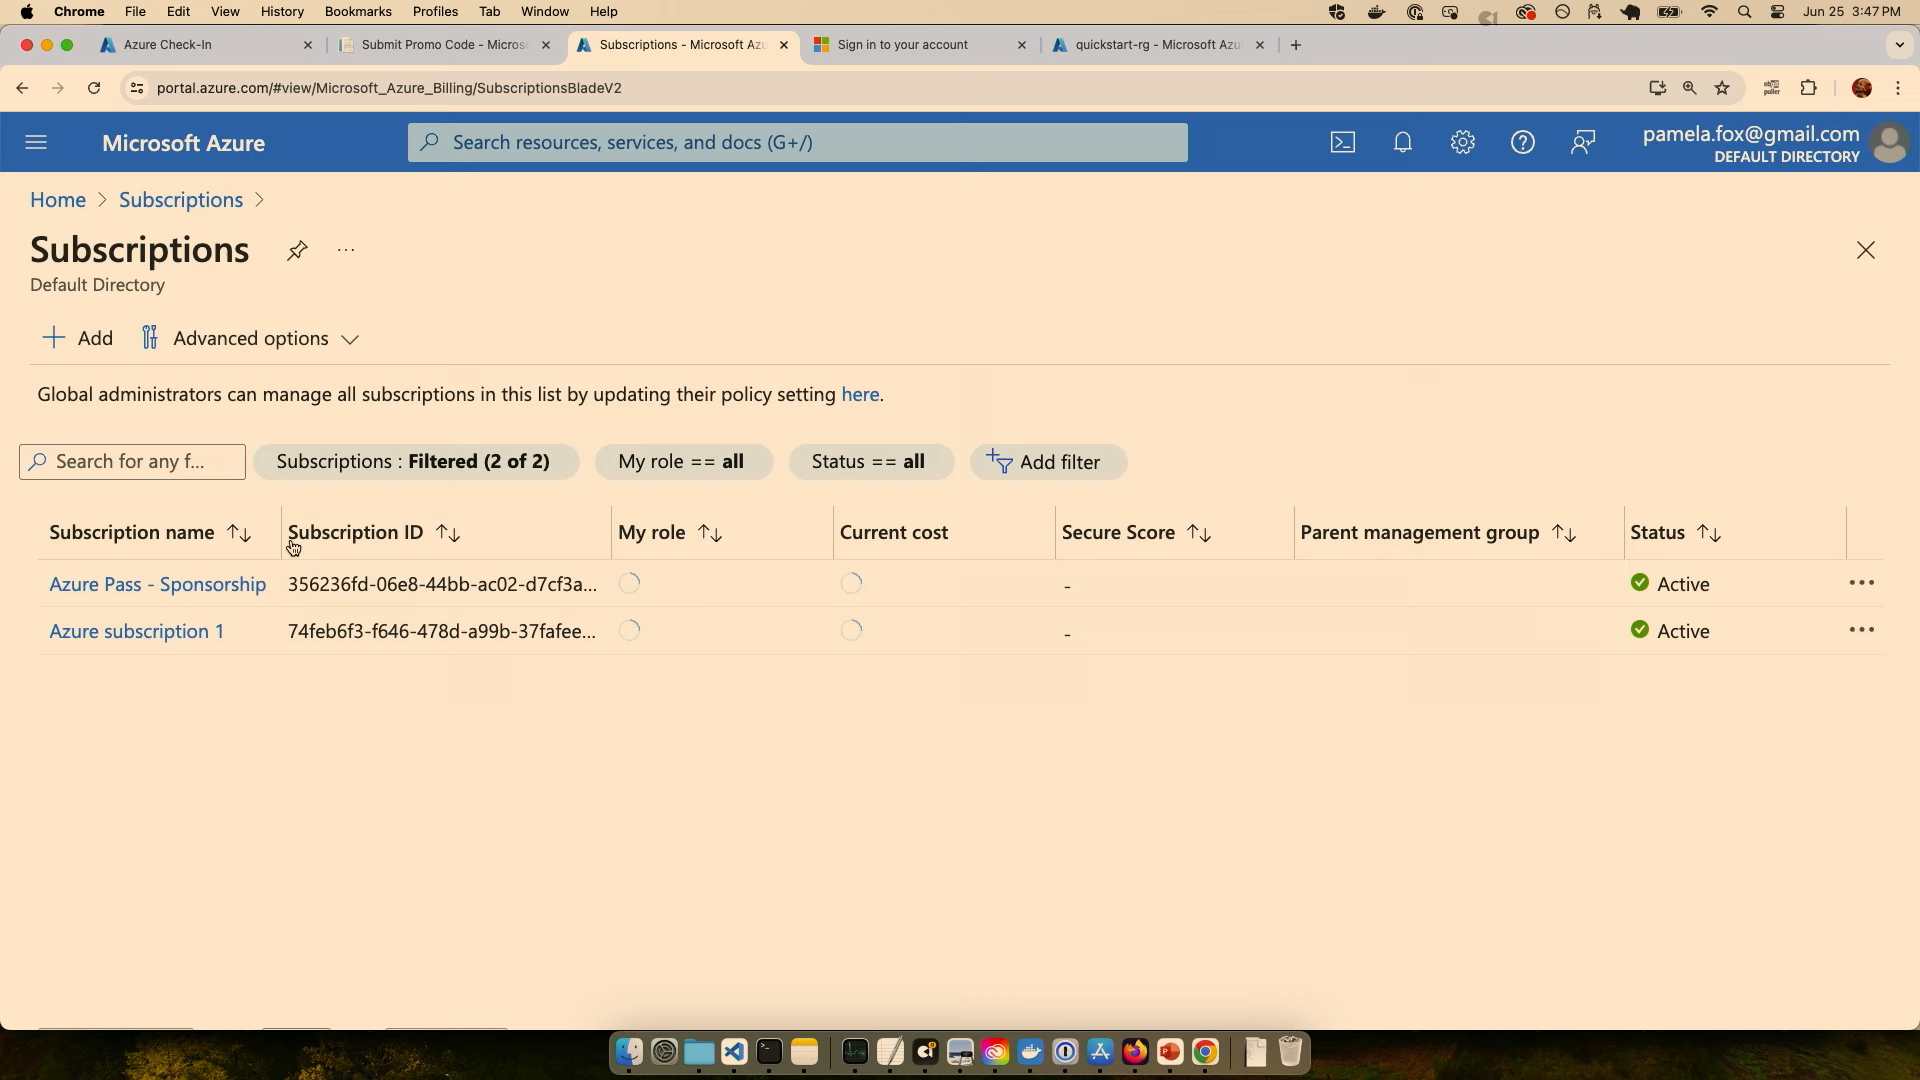 Chrome File Edit View History Bookmarks Profiles Tab Window Help Jun 25 3:47 PM
Azure Check-In Submit Promo Code - Micros Subscriptions - Microsoft Az Sign in to your account quickstart-rg - Microsoft Azu
portal.azure.com/#view/Microsoft_Azure_Billing/SubscriptionsBladeV2
Microsoft Azure Search resources, services, and docs (G+/) pamela.fox@gmail.com
DEFAULT DIRECTORY
Home > Subscriptions >
Subscriptions ...
Default Directory
+ Add Advanced options
Global administrators can manage all subscriptions in this list by updating their policy setting here.
Search for any f... Subscriptions : Filtered (2 of 2) My role == all Status == all Add filter
Subscription name Subscription ID My role Current cost Secure Score Parent management group Status
Azure Pass - Sponsorship 356236fd-06e8-44bb-ac02-d7cf3a... - Active
Azure subscription 1 74feb6f3-f646-478d-a99b-37fafee... - Active